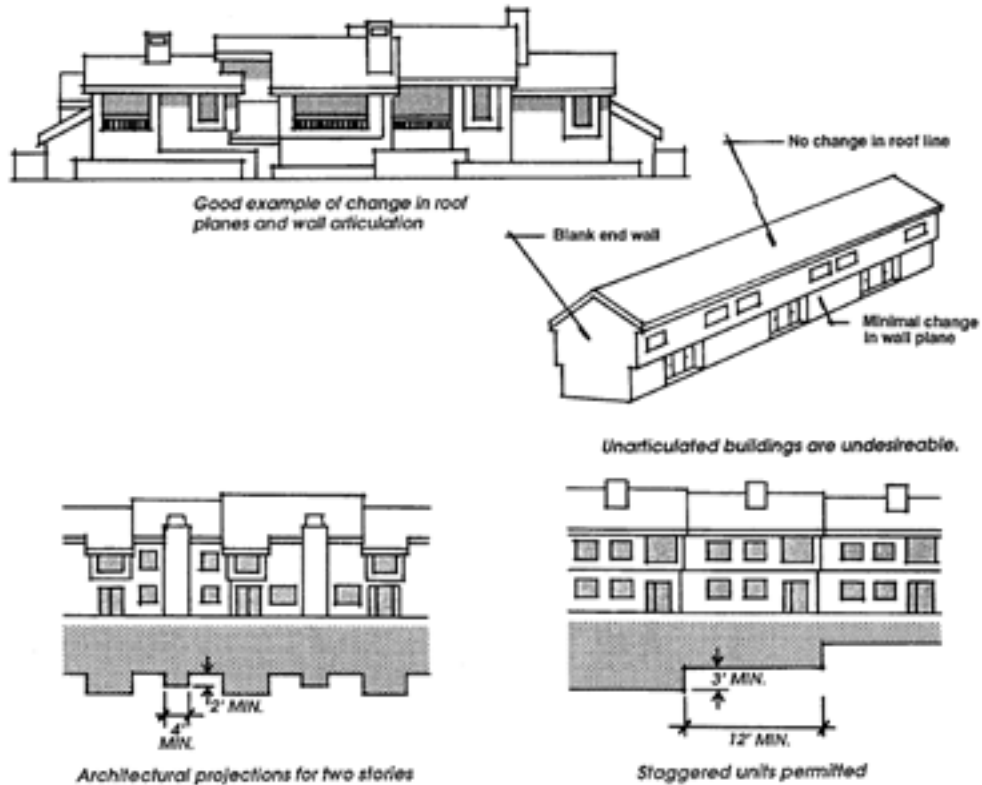 Good example of change in roof
planes and wall articulation
No change in roof line
Blank end wall
Minimal change
in wall plane
Unarticulated buildings are undesireable.
2' MIN.
4'
MIN.
Architectural projections for two stories
3' MIN.
12' MIN.
Staggered units permitted